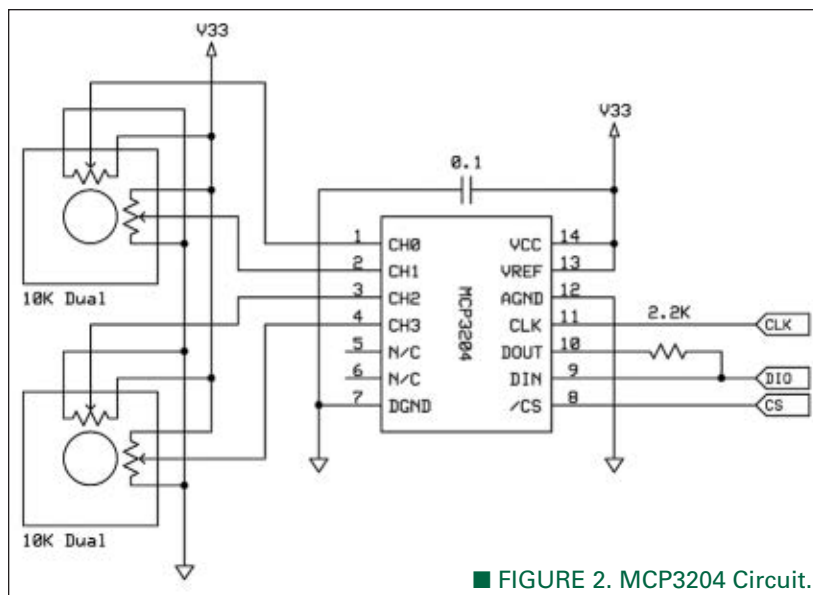 V33
V33
0.1
1 CH0 VCC 14
2 CH1 VREF 13
3 CH2 AGND 12
4 CH3 CLK 11
5 N/C DOUT 10
6 N/C DIN 9
7 DGND /CS 8
MCP3204
2.2K
CLK
DIO
CS
10K Dual
10K Dual
■ FIGURE 2. MCP3204 Circuit.